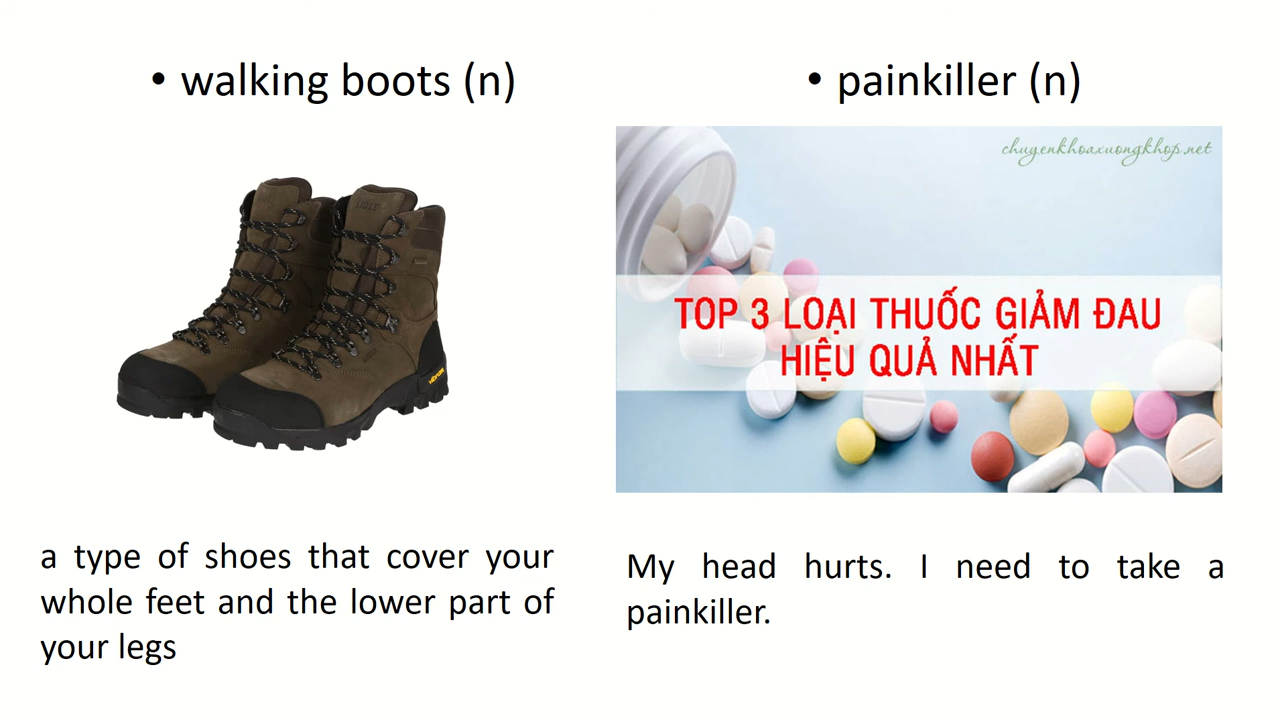 • walking boots (n)
a type of shoes that cover your
whole feet and the lower part of
your legs
• painkiller (n)
chuyenkhoaxuongkhop.net
TOP 3 LOẠI THUỐC GIẢM ĐAU
HIỆU QUẢ NHẤT
My head hurts. I need to take a
painkiller.
vibram